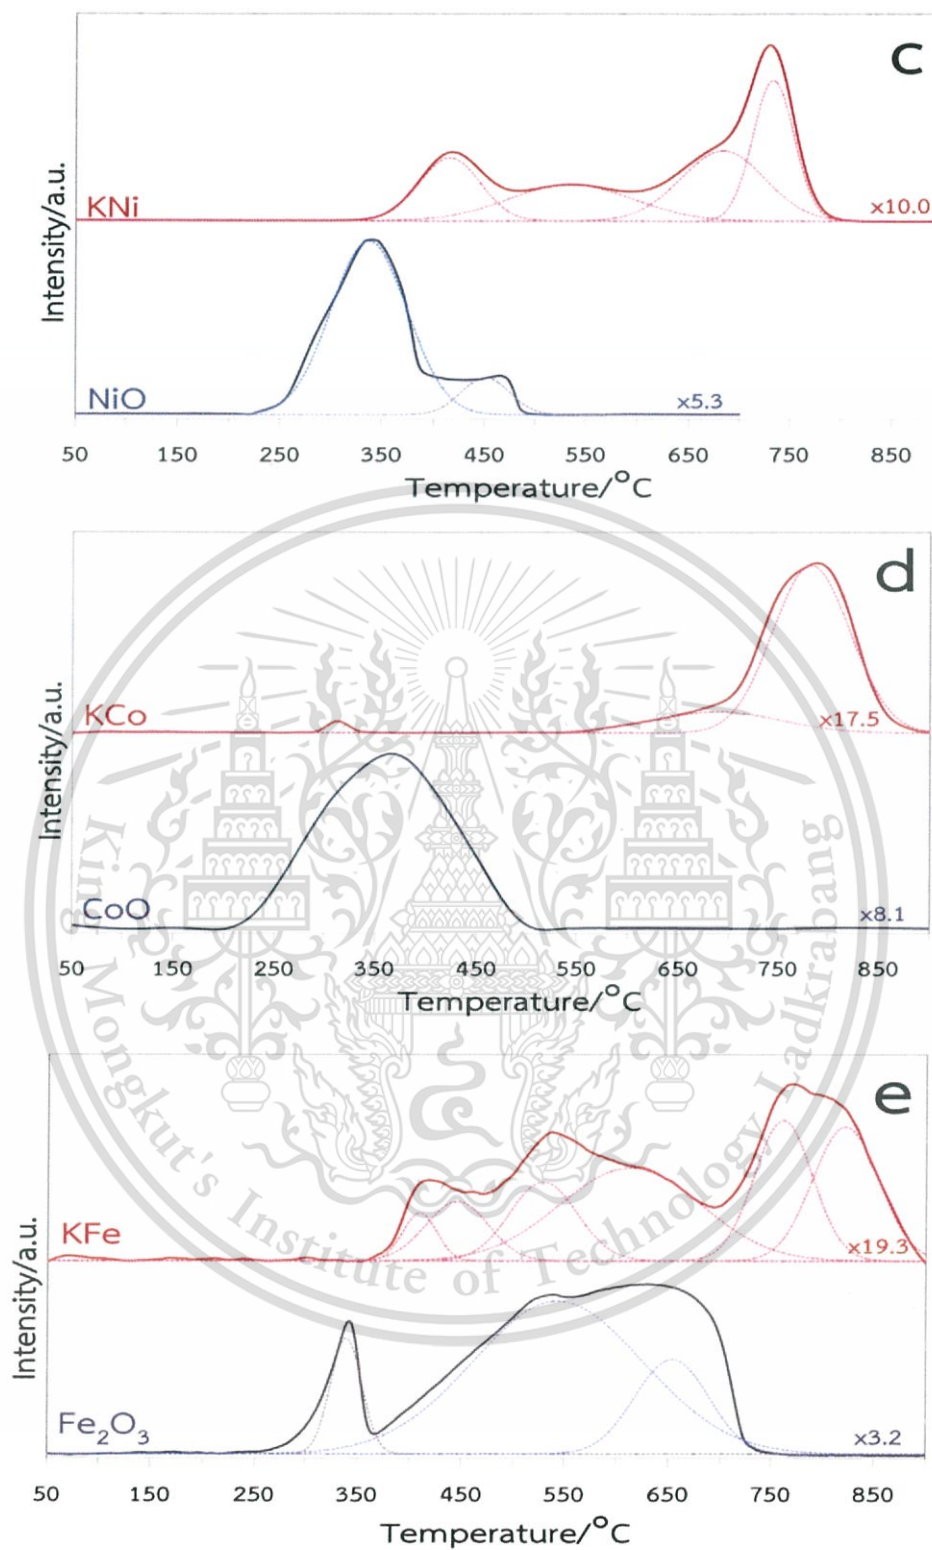 c
Intensity/a.u.
KNi
x10.0
NiO
x5.3
50 150 250 350 450 550 650 750 850
Temperature/°C
d
Intensity/a.u.
KCo
x17.5
CoO
x8.1
50 150 250 350 450 550 650 750 850
Temperature/°C
e
Intensity/a.u.
KFe
x19.3
Fe₂O₃
x3.2
50 150 250 350 450 550 650 750 850
Temperature/°C
King Mongkut's Institute of Technology Ladkrabang